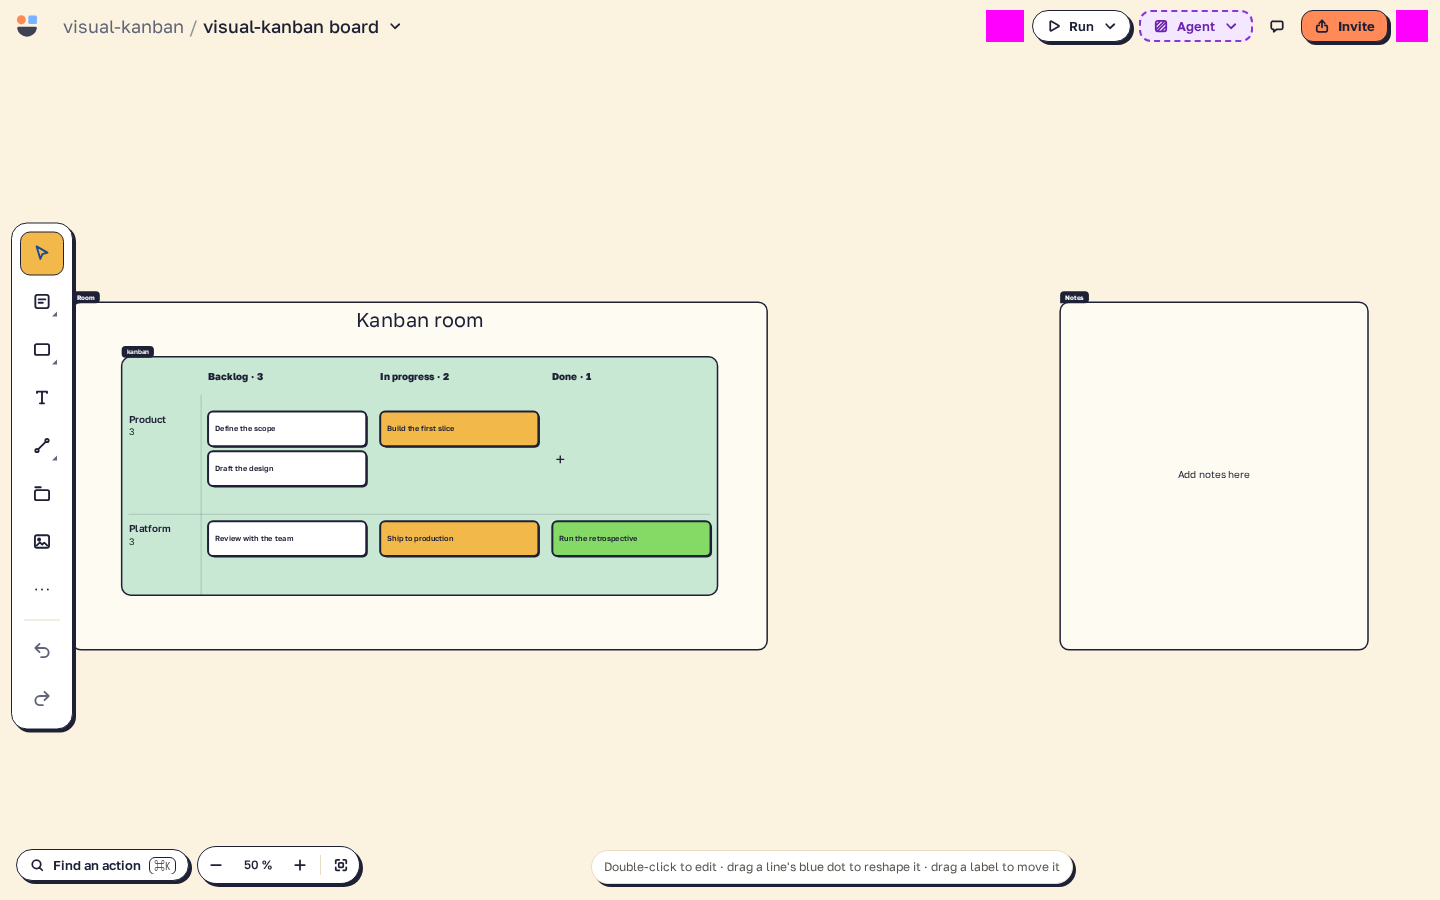 visual-kanban / visual-kanban board
Run
Agent
Invite
Room
Notes
Kanban room
kanban
Backlog · 3
In progress · 2
Done · 1
Product
3
Define the scope
Build the first slice
Draft the design
+
Platform
3
Review with the team
Ship to production
Run the retrospective
Add notes here
Find an action ⌘K
50 %
Double-click to edit · drag a line's blue dot to reshape it · drag a label to move it